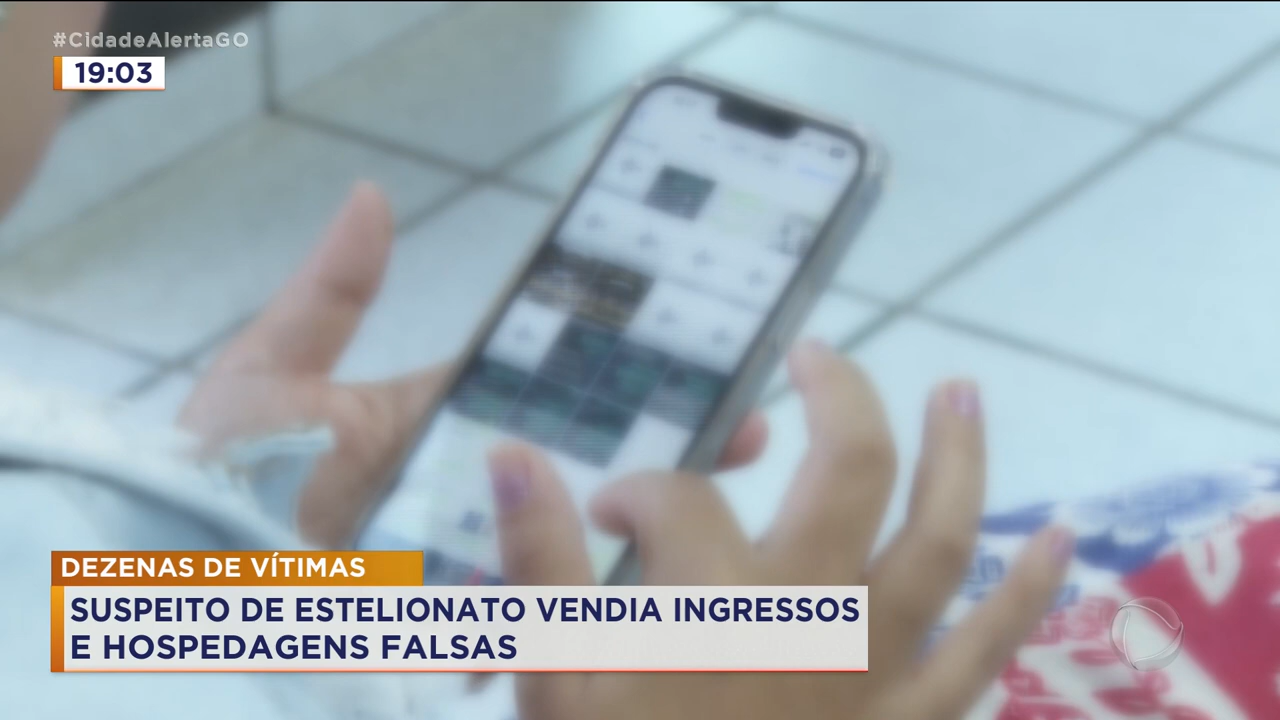 #CidadeAlertaGO
19:03
DEZENAS DE VÍTIMAS
SUSPEITO DE ESTELIONATO VENDIA INGRESSOS
E HOSPEDAGENS FALSAS